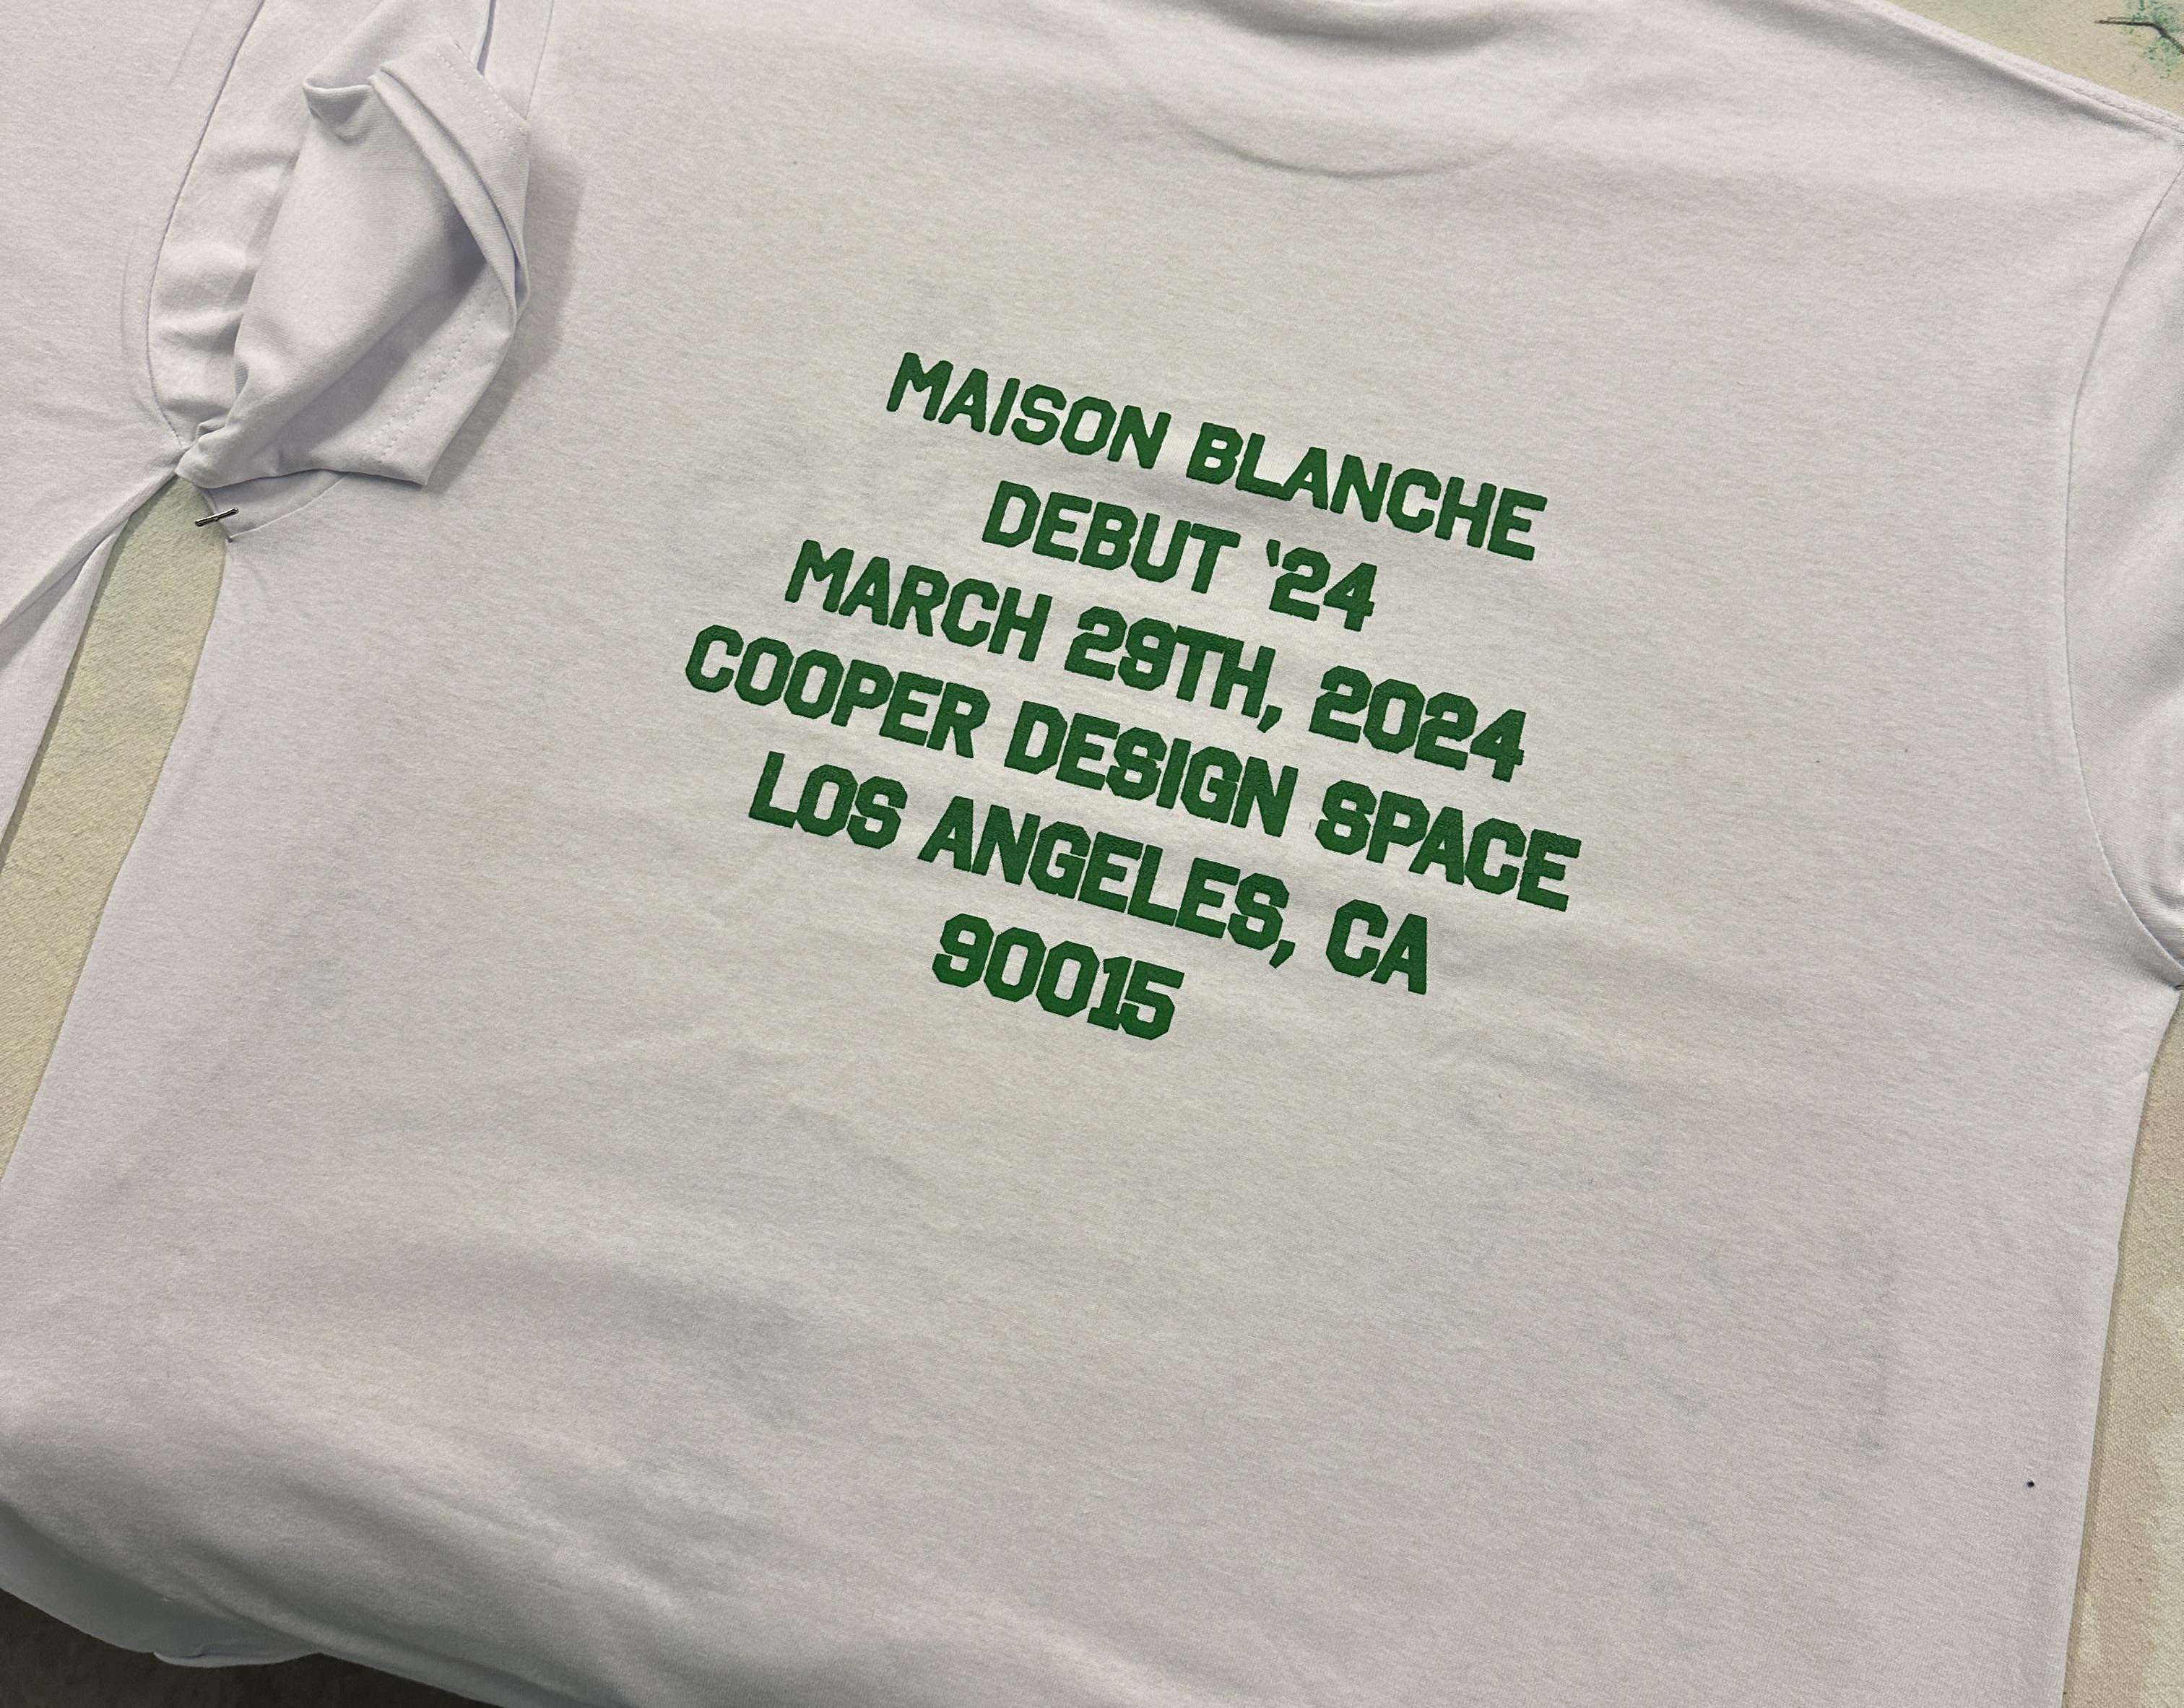 MAISON BLANCHE
DEBUT '24
MARCH 29TH, 2024
COOPER DESIGN SPACE
LOS ANGELES, CA
90015